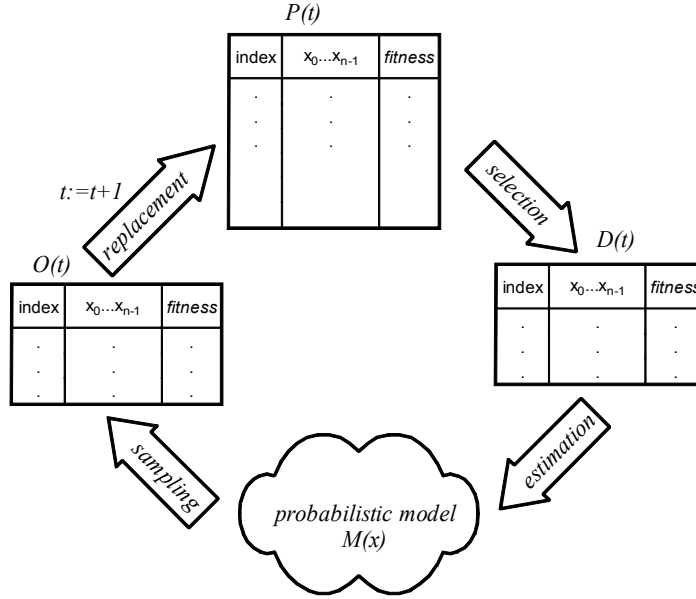 P(t)
index x0...xn-1 fitness
. . .
. . .
. . .
t:=t+1
replacement
selection
O(t)
D(t)
index x0...xn-1 fitness
. . .
. . .
. . .
index x0...xn-1 fitness
. . .
. . .
. . .
sampling
estimation
probabilistic model
M(x)